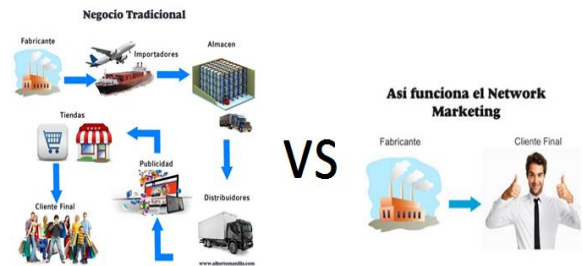 Negocio Tradicional
Fabricante
Importadores
Almacen
Tiendas
Publicidad
Cliente Final
Distribuidores
www.albertomanilla.com
VS
Así funciona el Network
Marketing
Fabricante
Cliente Final